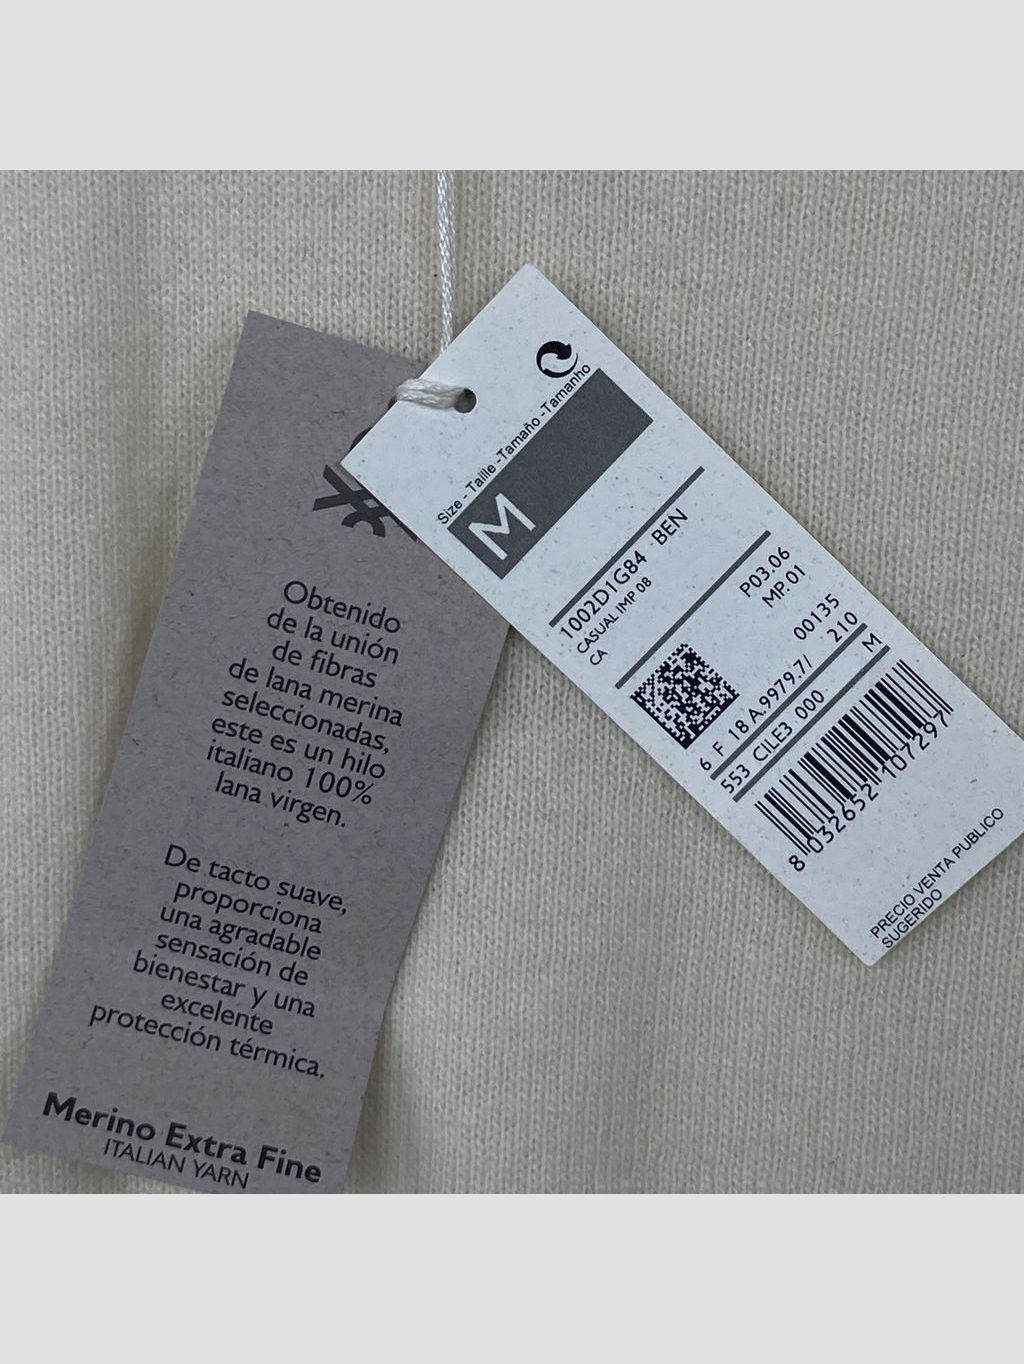 Obtenido
de la unión
de fibras
de lana merina
seleccionadas,
este es un hilo
italiano 100%
lana virgen.
De tacto suave,
proporciona
una agradable
sensación de
bienestar y una
excelente
protección térmica.
Merino Extra Fine
ITALIAN YARN
Size - Taille -Tamaño -Tamanho
M
1002D1G84 BEN
CASUAL IMP 08
CA
P03.06
MP.01
00135
6 F 18 A.9979.7/ 210
553 CILE3 000 M
8 032652 107297
PRECIO VENTA PUBLICO
SUGERIDO